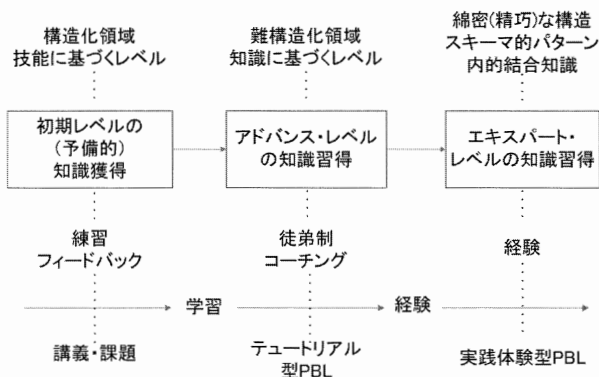 構造化領域
技能に基づくレベル
難構造化領域
知識に基づくレベル
綿密(精巧)な構造
スキーマ的パターン
内的結合知識
初期レベルの
(予備的)
知識獲得
アドバンス・レベル
の知識習得
エキスパート・
レベルの知識習得
練習
フィードバック
徒弟制
コーチング
経験
学習
経験
講義・課題
テュードリアル
型PBL
実践体験型PBL